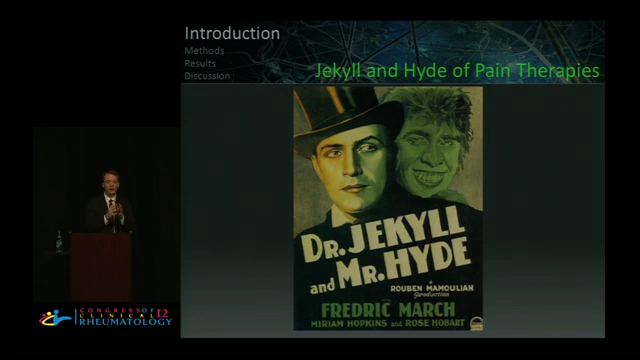 Introduction
Methods
Results
Discussion
Jekyll and Hyde of Pain Therapies
DR. JEKYLL
and MR. HYDE
A
ROUBEN MAMOULIAN
Production
FREDRIC MARCH
MIRIAM HOPKINS and ROSE HOBART
CONGRESS OF 12
CLINICAL
RHEUMATOLOGY